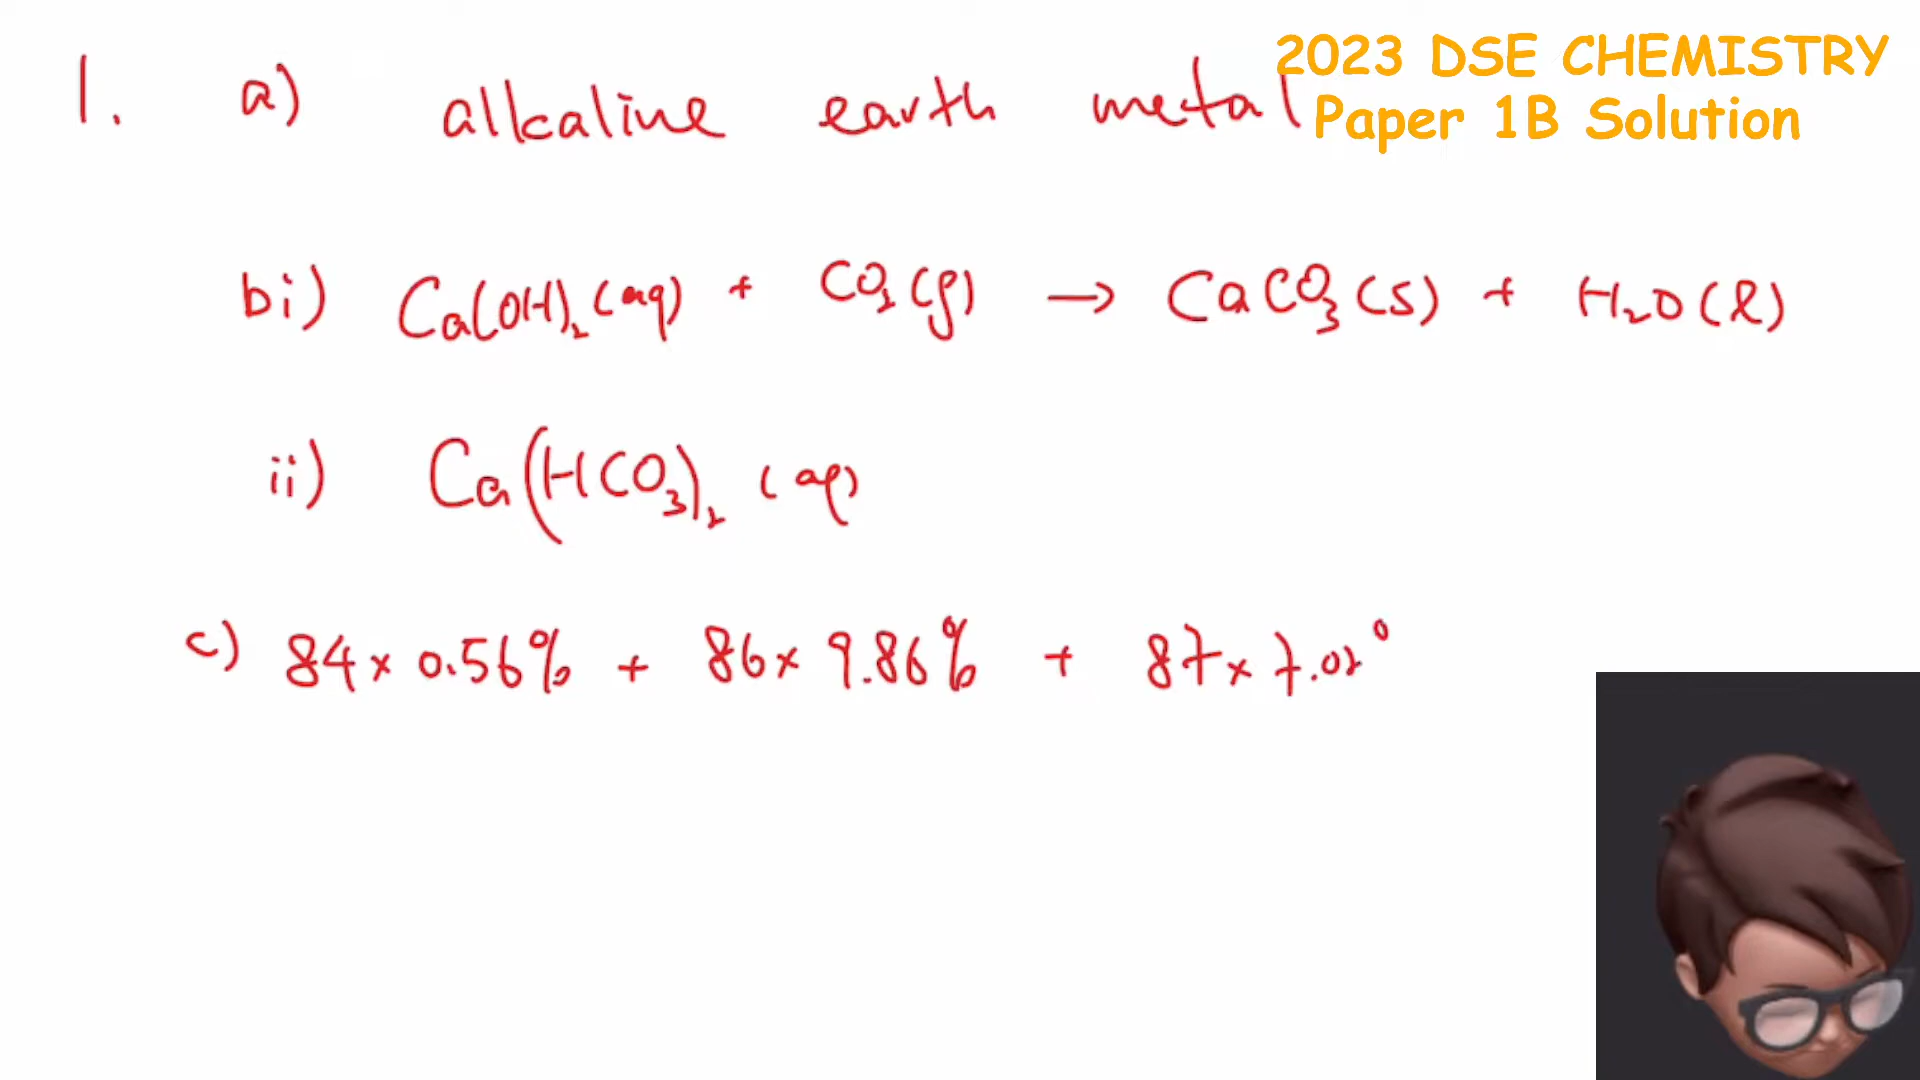 2023 DSE CHEMISTRY
Paper 1B Solution
1. a) alkaline earth metal
bi) Ca(OH)₂(aq) + CO₂(g) → CaCO₃(s) + H₂O(l)
ii) Ca(HCO₃)₂ (aq)
c) 84 × 0.56% + 86 × 9.86% + 87 × 7.02°